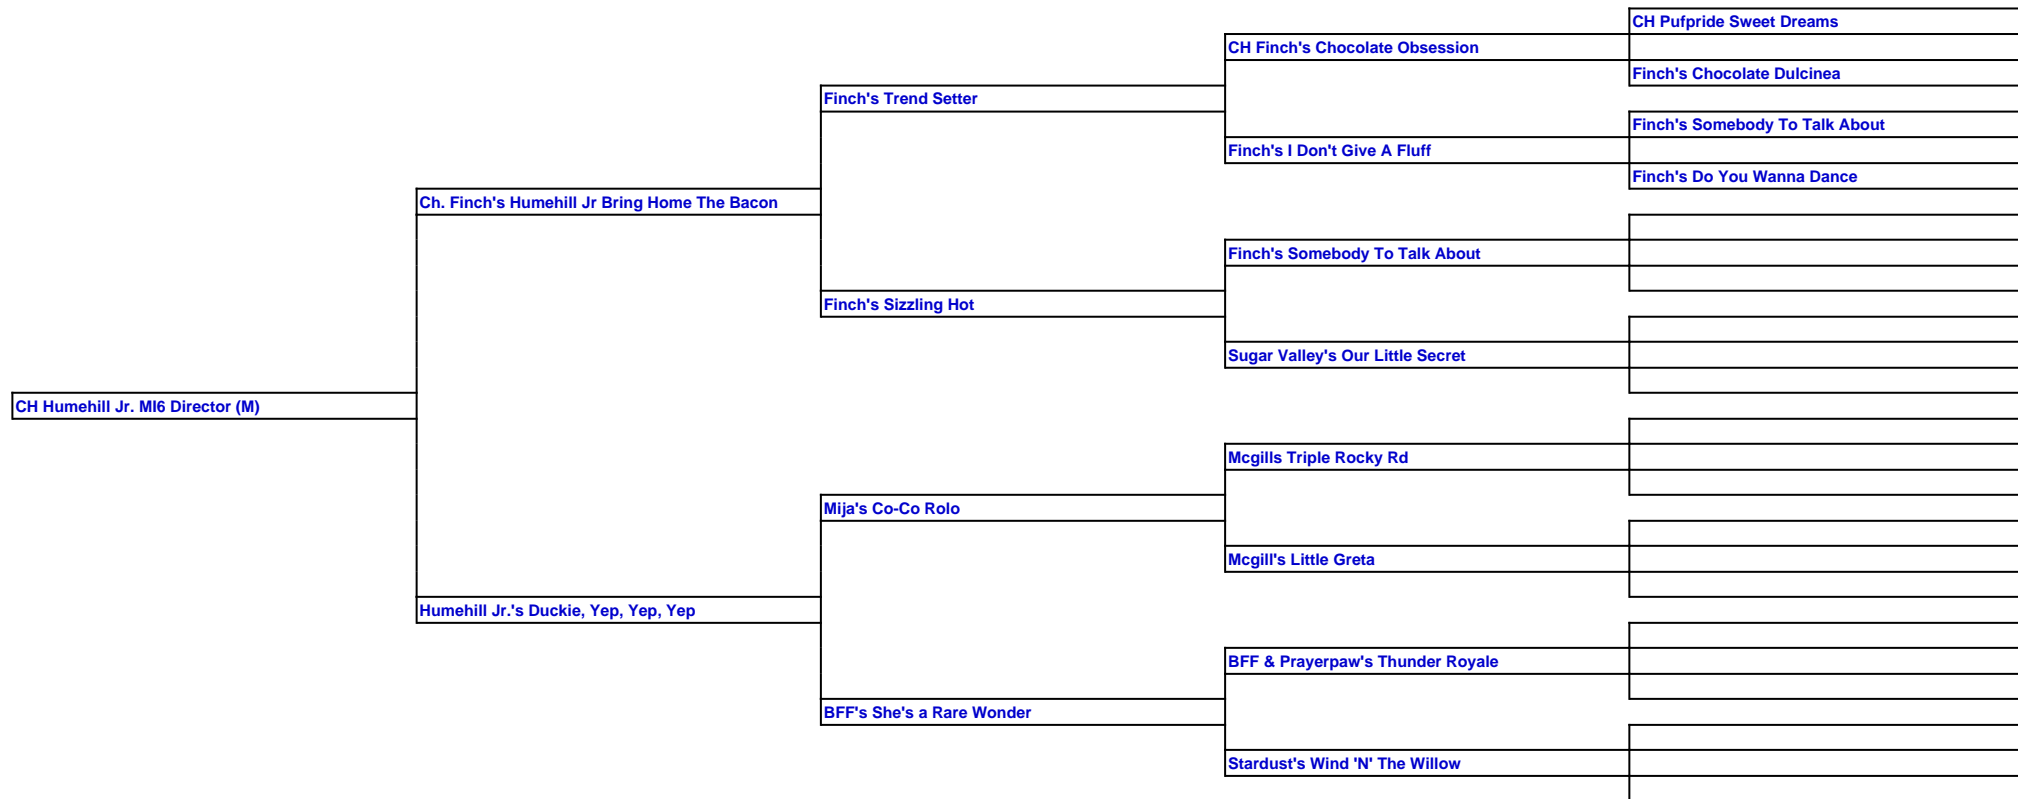 CH Pufpride Sweet Dreams
CH Finch's Chocolate Obsession
Finch's Chocolate Dulcinea
Finch's Trend Setter
Finch's Somebody To Talk About
Finch's I Don't Give A Fluff
Finch's Do You Wanna Dance
Ch. Finch's Humehill Jr Bring Home The Bacon
Finch's Somebody To Talk About
Finch's Sizzling Hot
Sugar Valley's Our Little Secret
CH Humehill Jr. MI6 Director (M)
Mcgills Triple Rocky Rd
Mija's Co-Co Rolo
Mcgill's Little Greta
Humehill Jr.'s Duckie, Yep, Yep, Yep
BFF & Prayerpaw's Thunder Royale
BFF's She's a Rare Wonder
Stardust's Wind 'N' The Willow